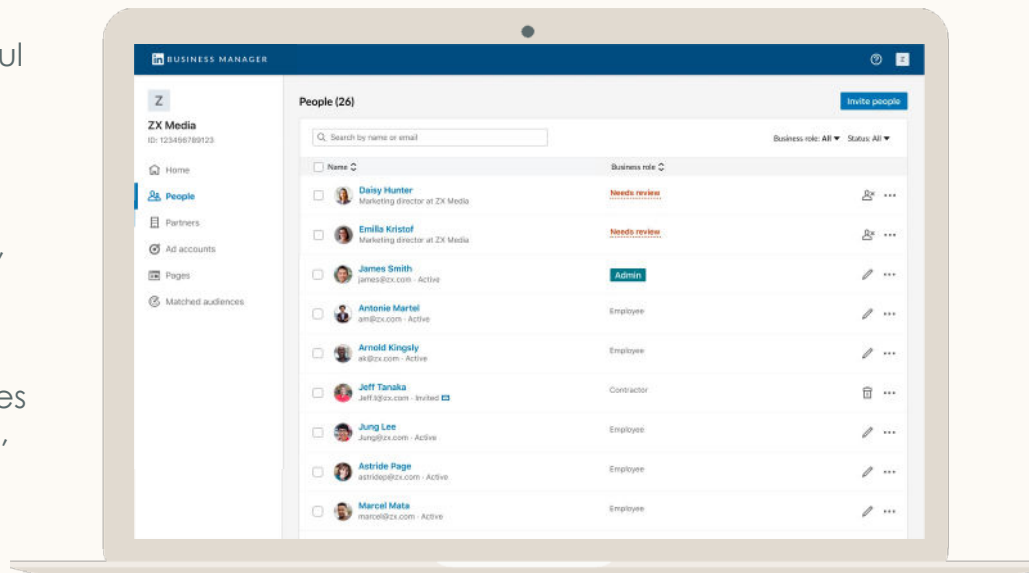 ul
,
es
,
in BUSINESS MANAGER
Z
Z
ZX Media
ID: 123456789123
Home
People
Partners
Ad accounts
Pages
Matched audiences
People (26)
Invite people
Search by name or email
Business role: All Status: All
Name
Business role
Daisy Hunter
Marketing director at ZX Media
Needs review
Emilla Kristof
Marketing director at ZX Media
Needs review
James Smith
james@zx.com · Active
Admin
Antonie Martel
am@zx.com · Active
Employee
Arnold Kingsly
ak@zx.com · Active
Employee
Jeff Tanaka
Invited
Contractor
Jung Lee
Jung@zx.com · Active
Employee
Astride Page
astridep@zx.com · Active
Employee
Marcel Mata
marcel@zx.com · Active
Employee